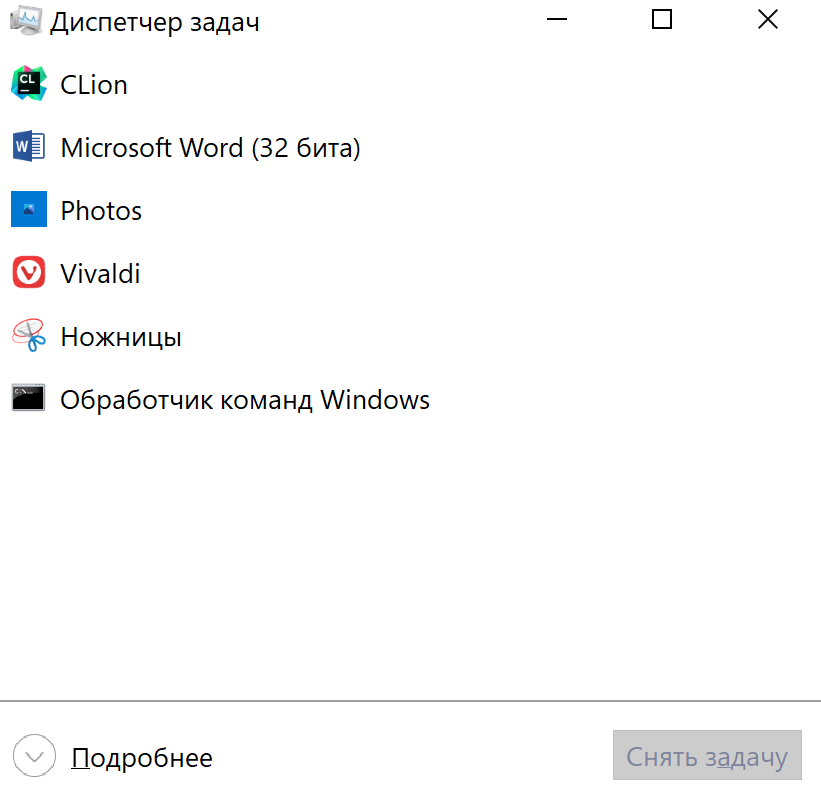 Диспетчер задач
CLion
Microsoft Word (32 бита)
Photos
Vivaldi
Ножницы
Обработчик команд Windows
Подробнее
Снять задачу